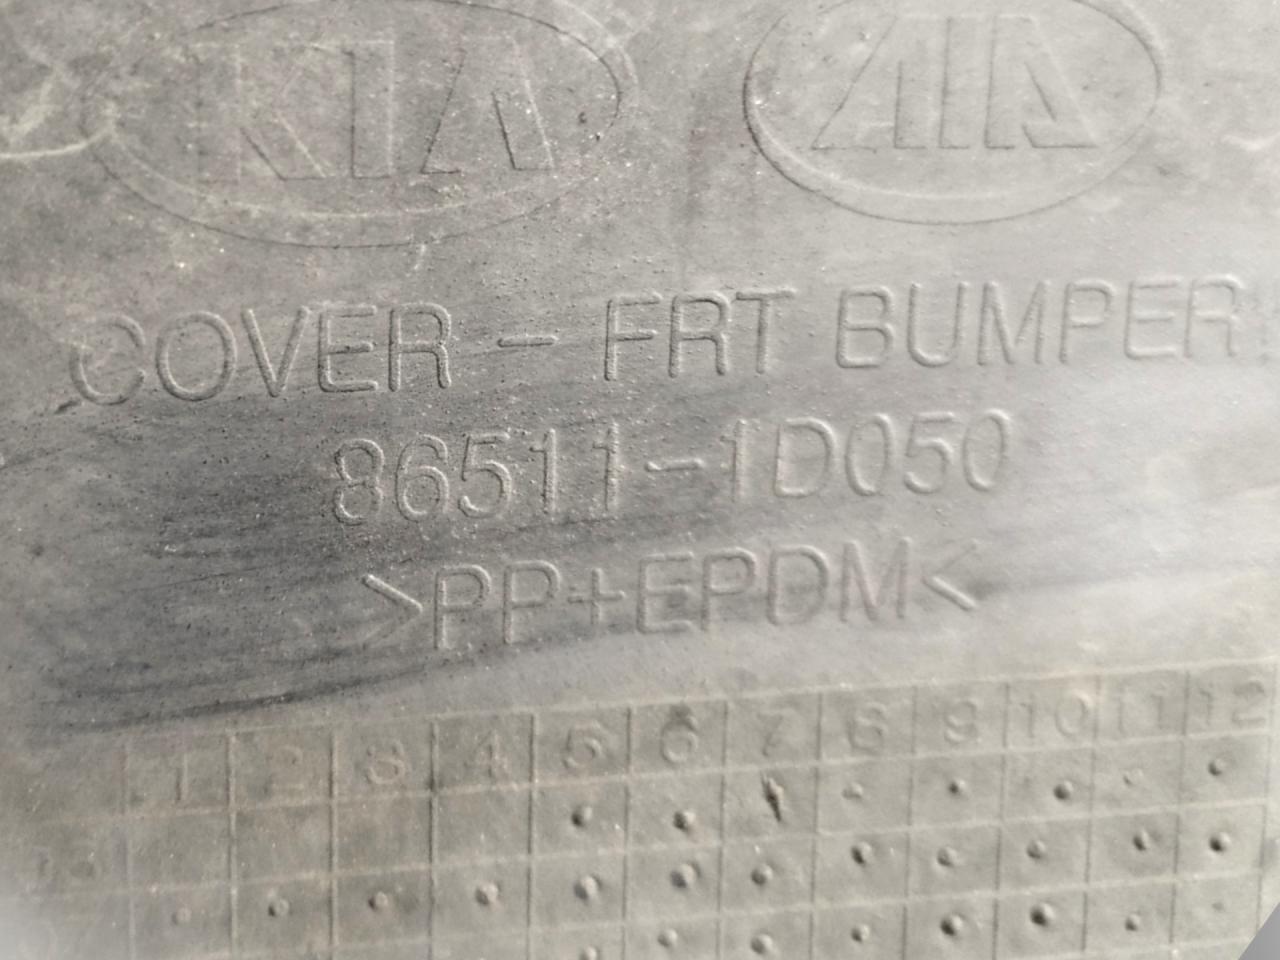 KIA KIA
COVER - FRT BUMPER
86511-1D050
>PP+EPDM<
1 2 3 4 5 6 7 8 9 10 11 12